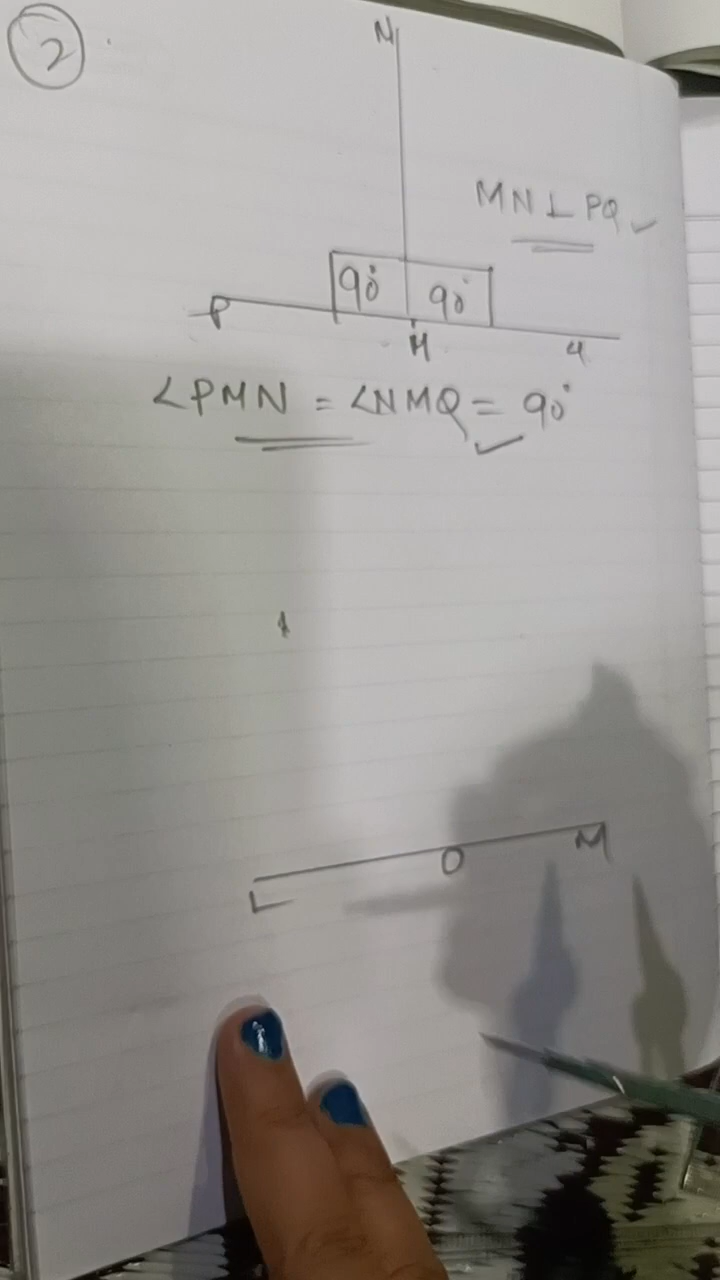 2
N
MN ⊥ PQ
90° 90°
P M Q
∠PMN = ∠NMQ = 90°
L O M